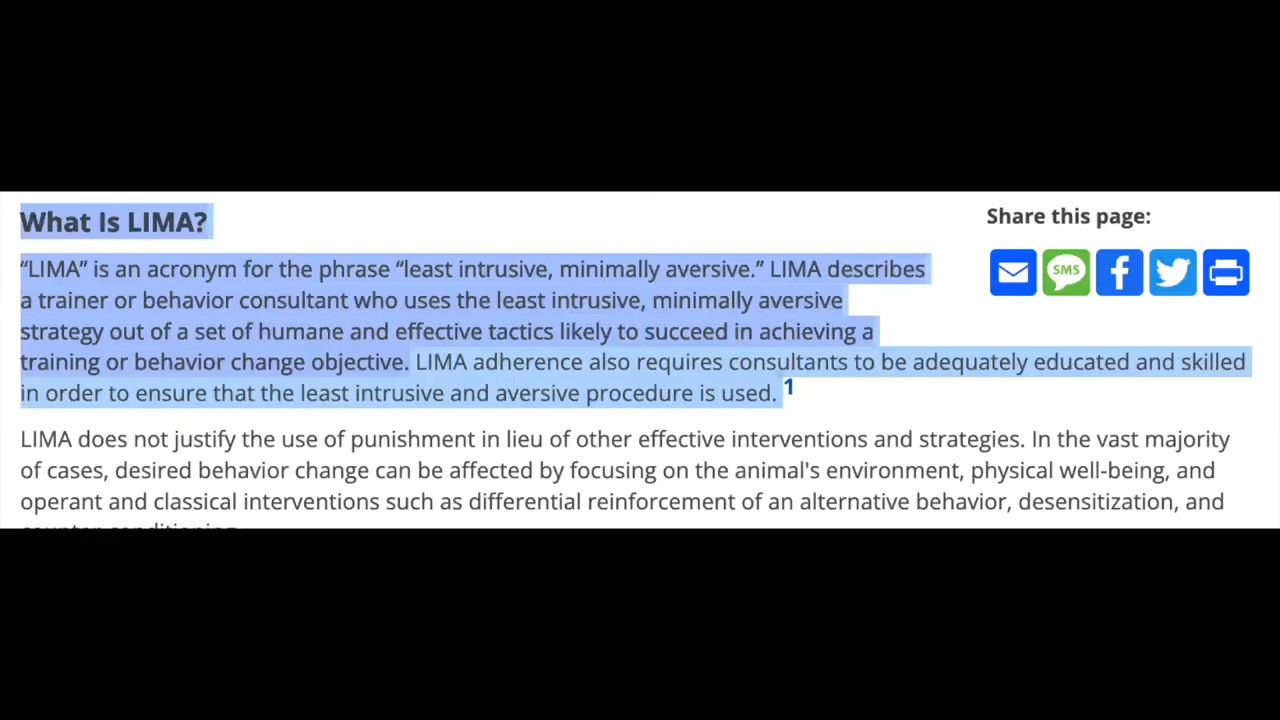 What Is LIMA?
Share this page:
SMS
“LIMA” is an acronym for the phrase “least intrusive, minimally aversive.” LIMA describes
a trainer or behavior consultant who uses the least intrusive, minimally aversive
strategy out of a set of humane and effective tactics likely to succeed in achieving a
training or behavior change objective. LIMA adherence also requires consultants to be adequately educated and skilled
in order to ensure that the least intrusive and aversive procedure is used. 1
LIMA does not justify the use of punishment in lieu of other effective interventions and strategies. In the vast majority
of cases, desired behavior change can be affected by focusing on the animal's environment, physical well-being, and
operant and classical interventions such as differential reinforcement of an alternative behavior, desensitization, and